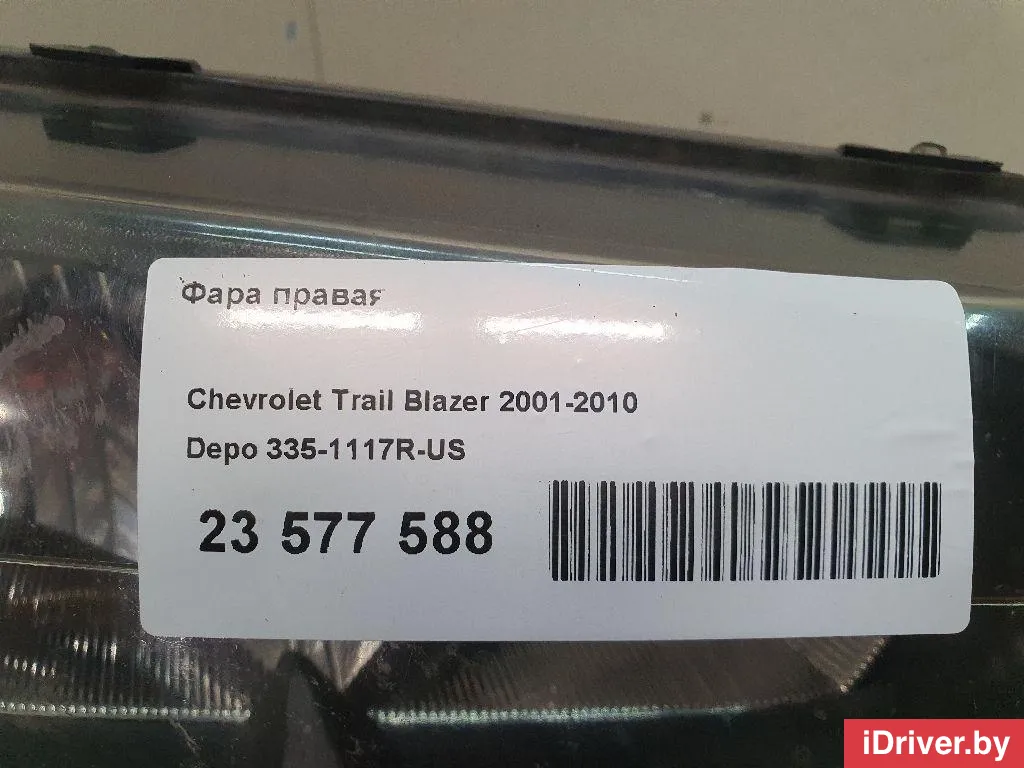 Фара правая
Chevrolet Trail Blazer 2001-2010
Depo 335-1117R-US
23 577 588
iDriver.by